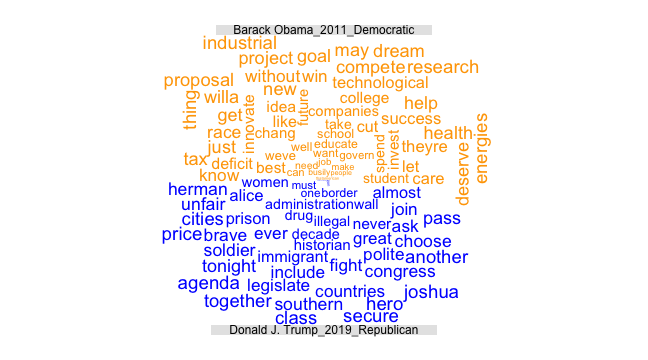 Barack Obama_2011_Democratic
industrial
project goal may dream
compete research
proposal without win technological
thing willa new future college
innovate idea companies help
get like take cut success
race chang school health
just well educate spend invest theyre energies
weve want govern
tax deficit best need job make let deserve
know can busi people student care
herman women must
alice one border almost
unfair administration wall join
cities prison drug illegal never ask pass
price brave ever decade great choose
soldier historian
tonight immigrant fight polite another
include congress
agenda legislate countries joshua
together southern hero
class secure
Donald J. Trump_2019_Republican